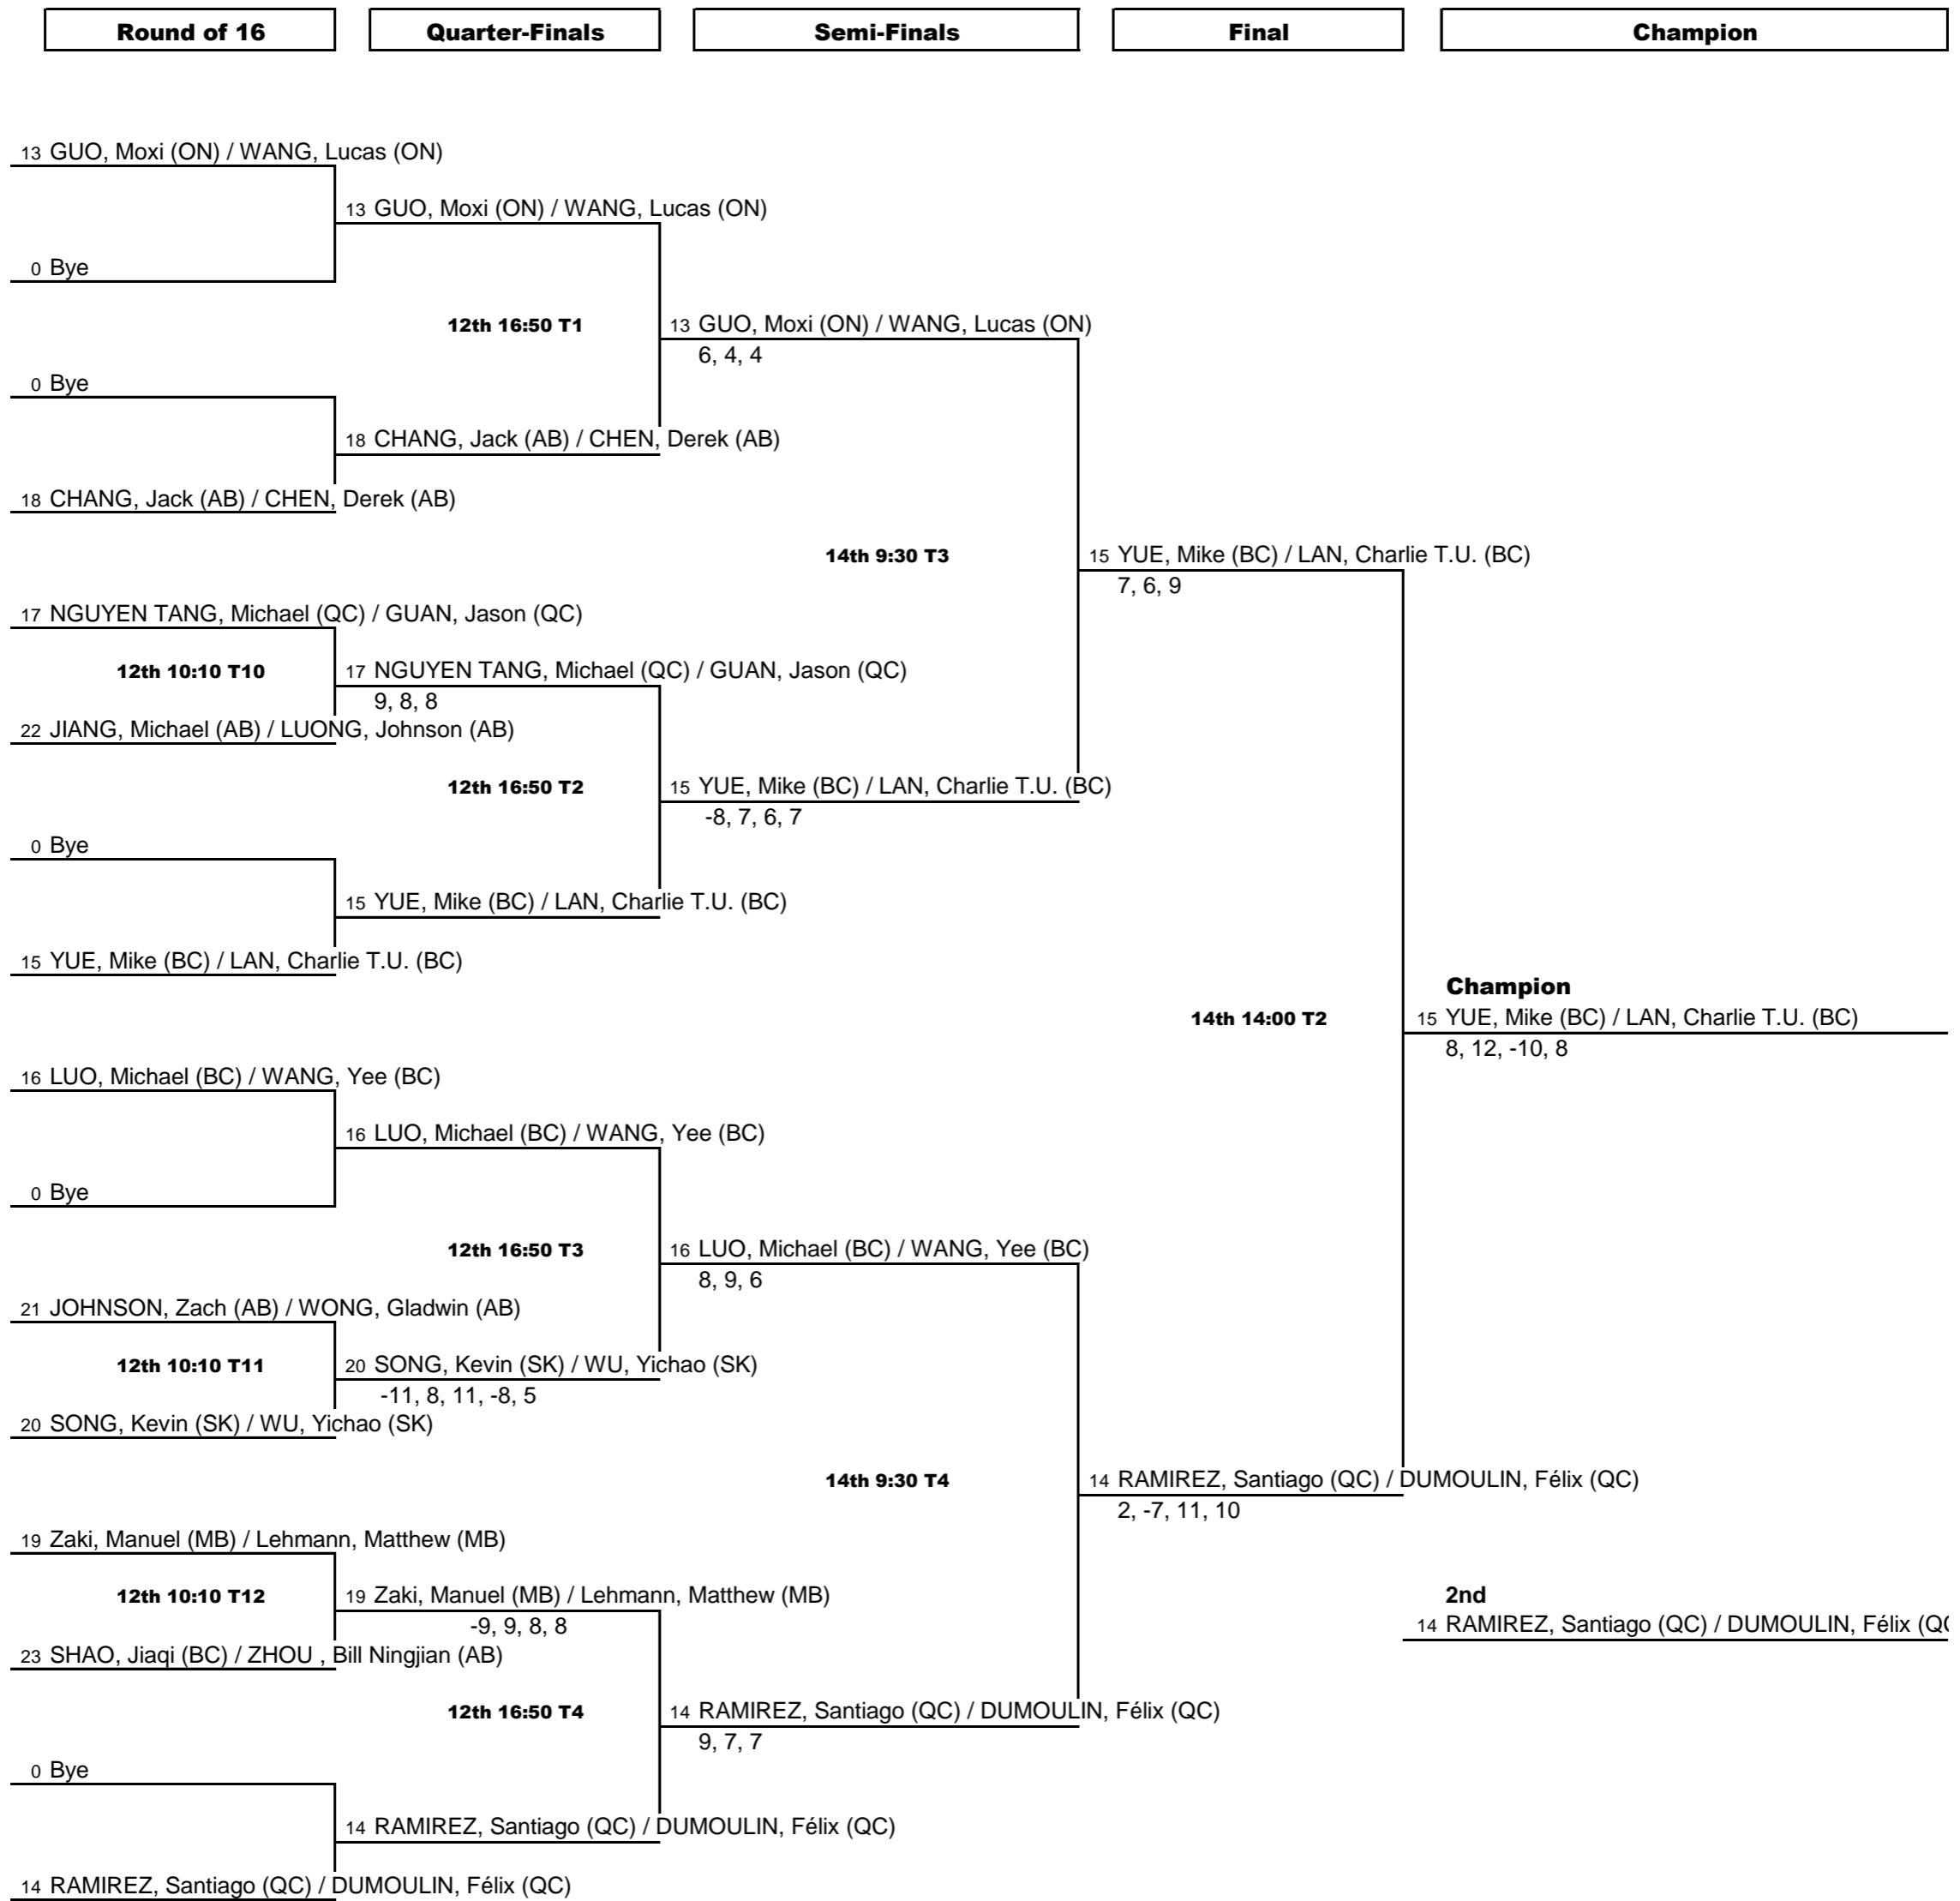 Round of 16
Quarter-Finals
Semi-Finals
Final
Champion
13 GUO, Moxi (ON) / WANG, Lucas (ON)
13 GUO, Moxi (ON) / WANG, Lucas (ON)
0 Bye
12th 16:50 T1
13 GUO, Moxi (ON) / WANG, Lucas (ON)
6, 4, 4
0 Bye
18 CHANG, Jack (AB) / CHEN, Derek (AB)
18 CHANG, Jack (AB) / CHEN, Derek (AB)
14th 9:30 T3
15 YUE, Mike (BC) / LAN, Charlie T.U. (BC)
7, 6, 9
17 NGUYEN TANG, Michael (QC) / GUAN, Jason (QC)
12th 10:10 T10
17 NGUYEN TANG, Michael (QC) / GUAN, Jason (QC)
9, 8, 8
22 JIANG, Michael (AB) / LUONG, Johnson (AB)
12th 16:50 T2
15 YUE, Mike (BC) / LAN, Charlie T.U. (BC)
-8, 7, 6, 7
0 Bye
15 YUE, Mike (BC) / LAN, Charlie T.U. (BC)
15 YUE, Mike (BC) / LAN, Charlie T.U. (BC)
Champion
14th 14:00 T2
15 YUE, Mike (BC) / LAN, Charlie T.U. (BC)
8, 12, -10, 8
16 LUO, Michael (BC) / WANG, Yee (BC)
16 LUO, Michael (BC) / WANG, Yee (BC)
0 Bye
12th 16:50 T3
16 LUO, Michael (BC) / WANG, Yee (BC)
8, 9, 6
21 JOHNSON, Zach (AB) / WONG, Gladwin (AB)
12th 10:10 T11
20 SONG, Kevin (SK) / WU, Yichao (SK)
-11, 8, 11, -8, 5
20 SONG, Kevin (SK) / WU, Yichao (SK)
14th 9:30 T4
14 RAMIREZ, Santiago (QC) / DUMOULIN, Félix (QC)
2, -7, 11, 10
19 Zaki, Manuel (MB) / Lehmann, Matthew (MB)
12th 10:10 T12
19 Zaki, Manuel (MB) / Lehmann, Matthew (MB)
-9, 9, 8, 8
2nd
14 RAMIREZ, Santiago (QC) / DUMOULIN, Félix (QC
23 SHAO, Jiaqi (BC) / ZHOU , Bill Ningjian (AB)
12th 16:50 T4
14 RAMIREZ, Santiago (QC) / DUMOULIN, Félix (QC)
9, 7, 7
0 Bye
14 RAMIREZ, Santiago (QC) / DUMOULIN, Félix (QC)
14 RAMIREZ, Santiago (QC) / DUMOULIN, Félix (QC)